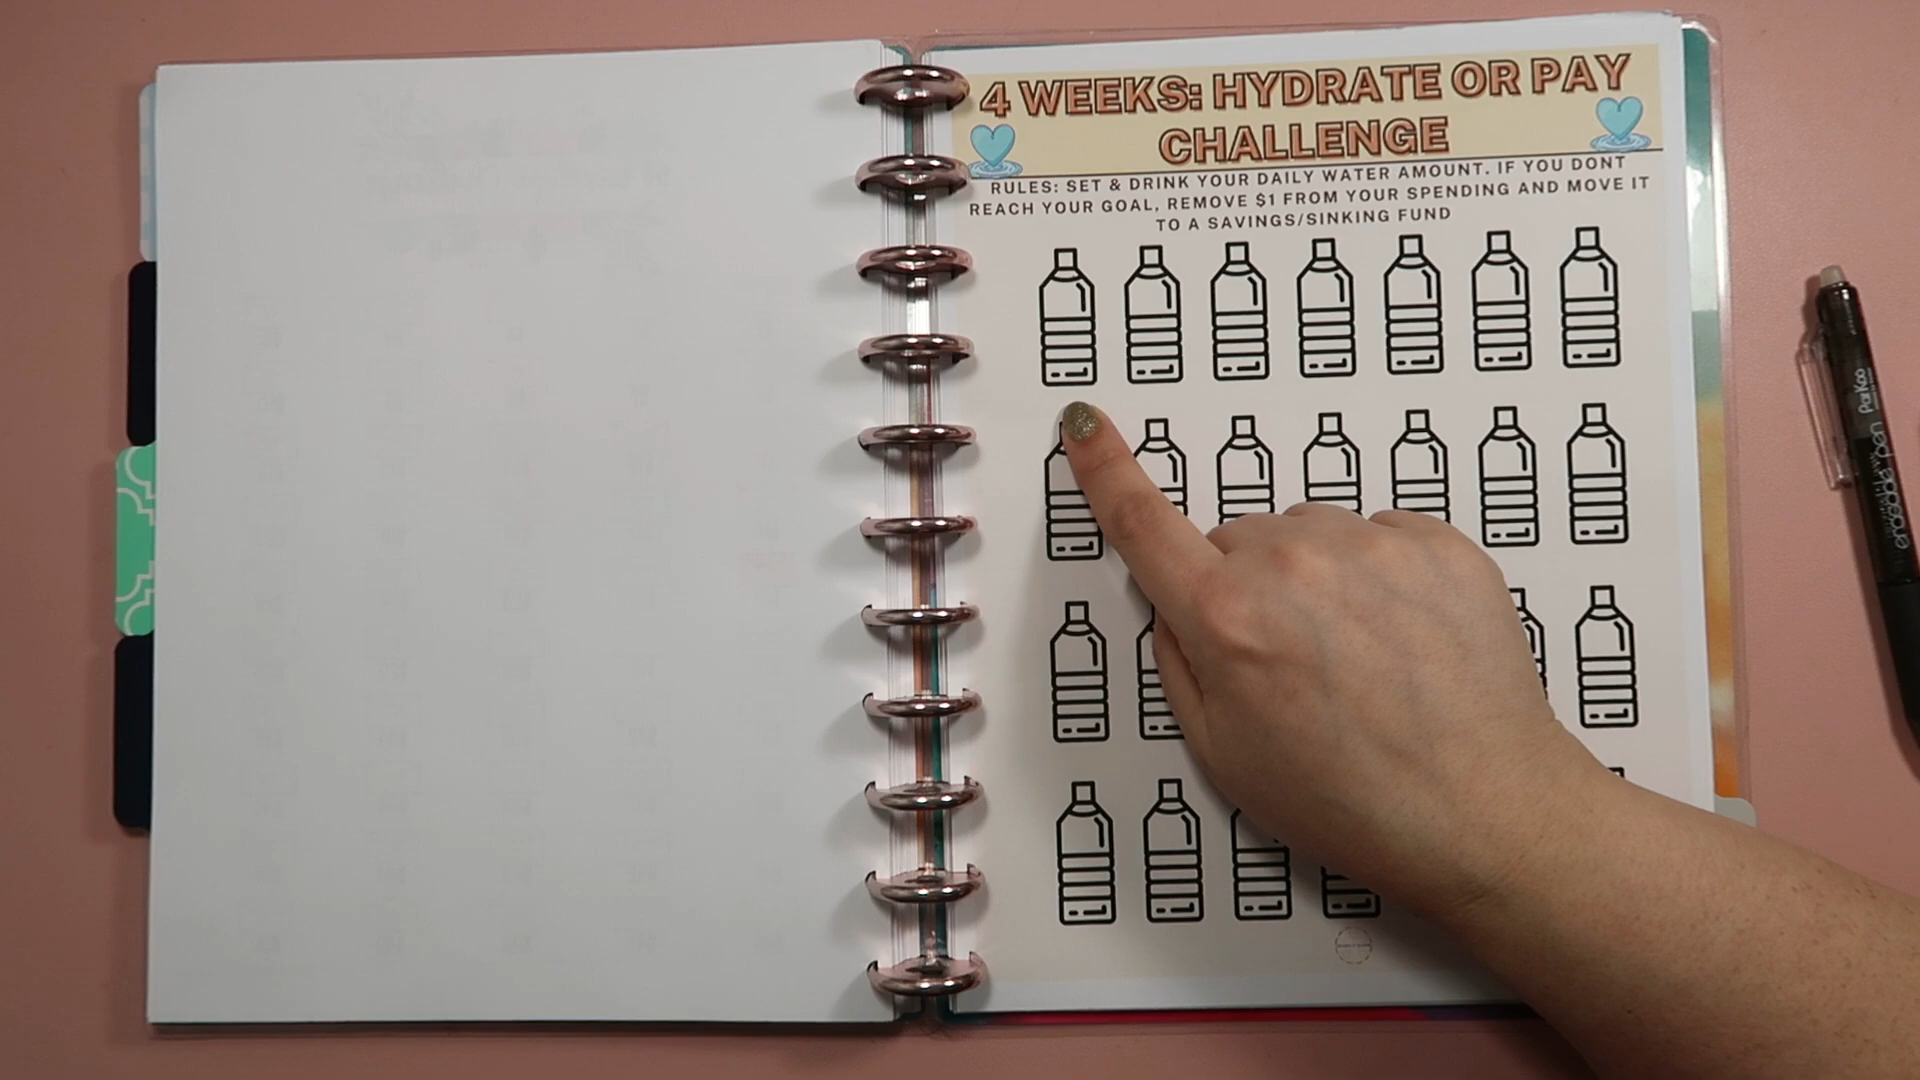 4 WEEKS: HYDRATE OR PAY
CHALLENGE
RULES: SET & DRINK YOUR DAILY WATER AMOUNT. IF YOU DONT
REACH YOUR GOAL, REMOVE $1 FROM YOUR SPENDING AND MOVE IT
TO A SAVINGS/SINKING FUND
PaiKoo
erasable pen